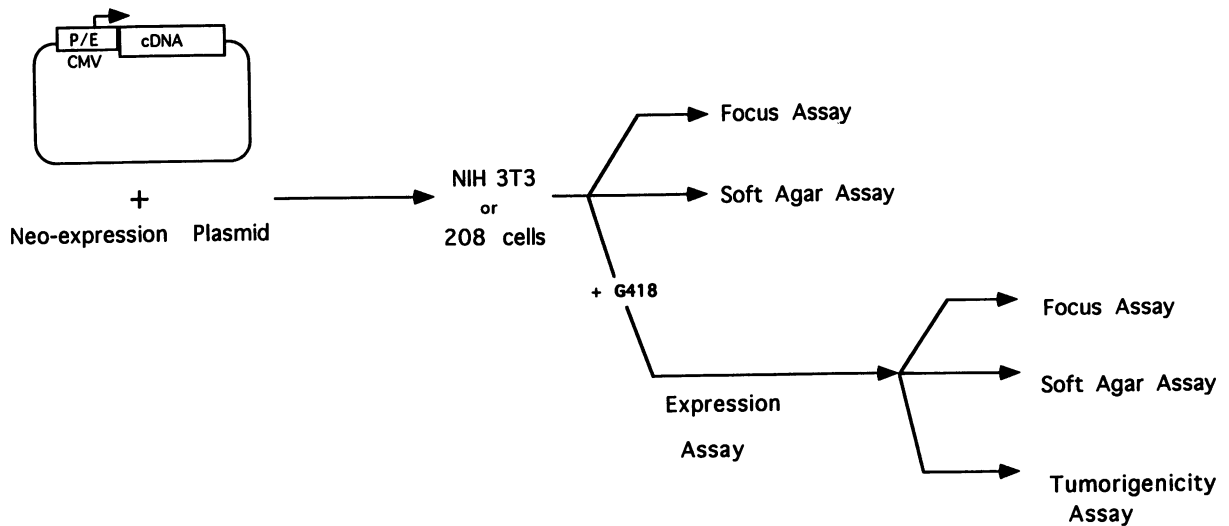 P/E
cDNA
CMV
+
Neo-expression Plasmid
NIH 3T3
or
208 cells
Focus Assay
Soft Agar Assay
+ G418
Expression
Assay
Focus Assay
Soft Agar Assay
Tumorigenicity
Assay